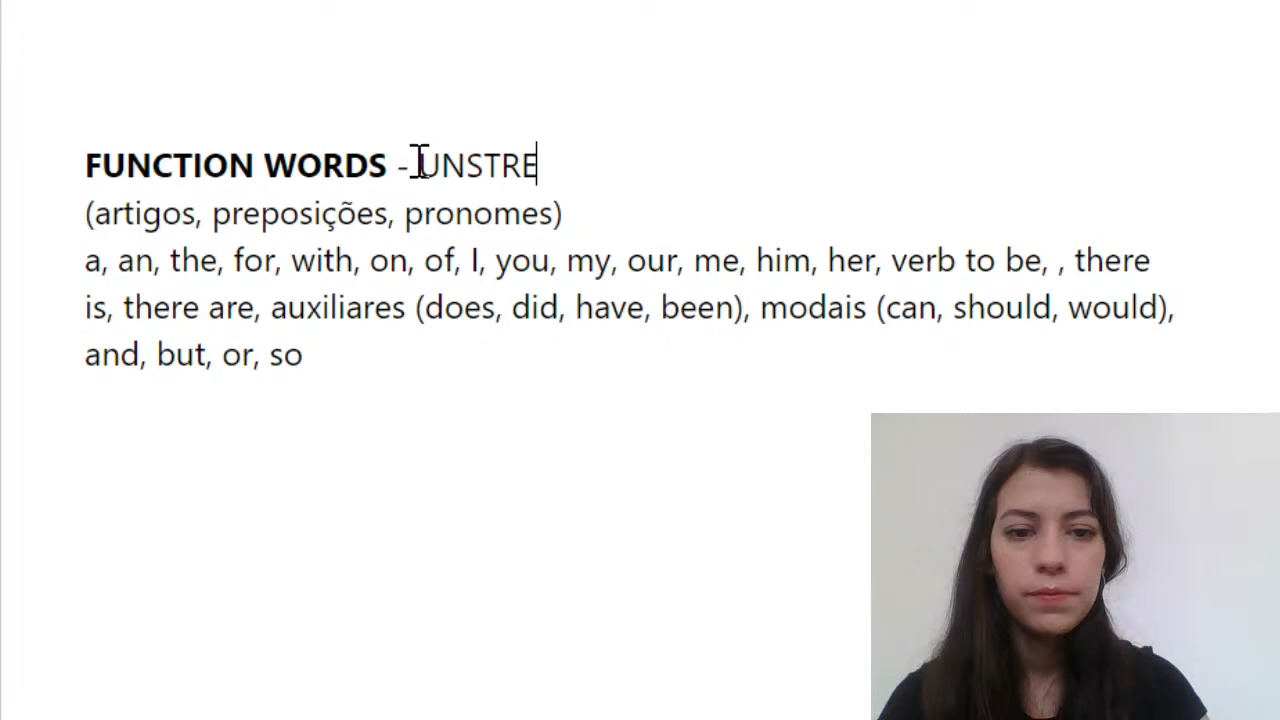 FUNCTION WORDS - UNSTRE
(artigos, preposições, pronomes)
a, an, the, for, with, on, of, I, you, my, our, me, him, her, verb to be, , there
is, there are, auxiliares (does, did, have, been), modais (can, should, would),
and, but, or, so